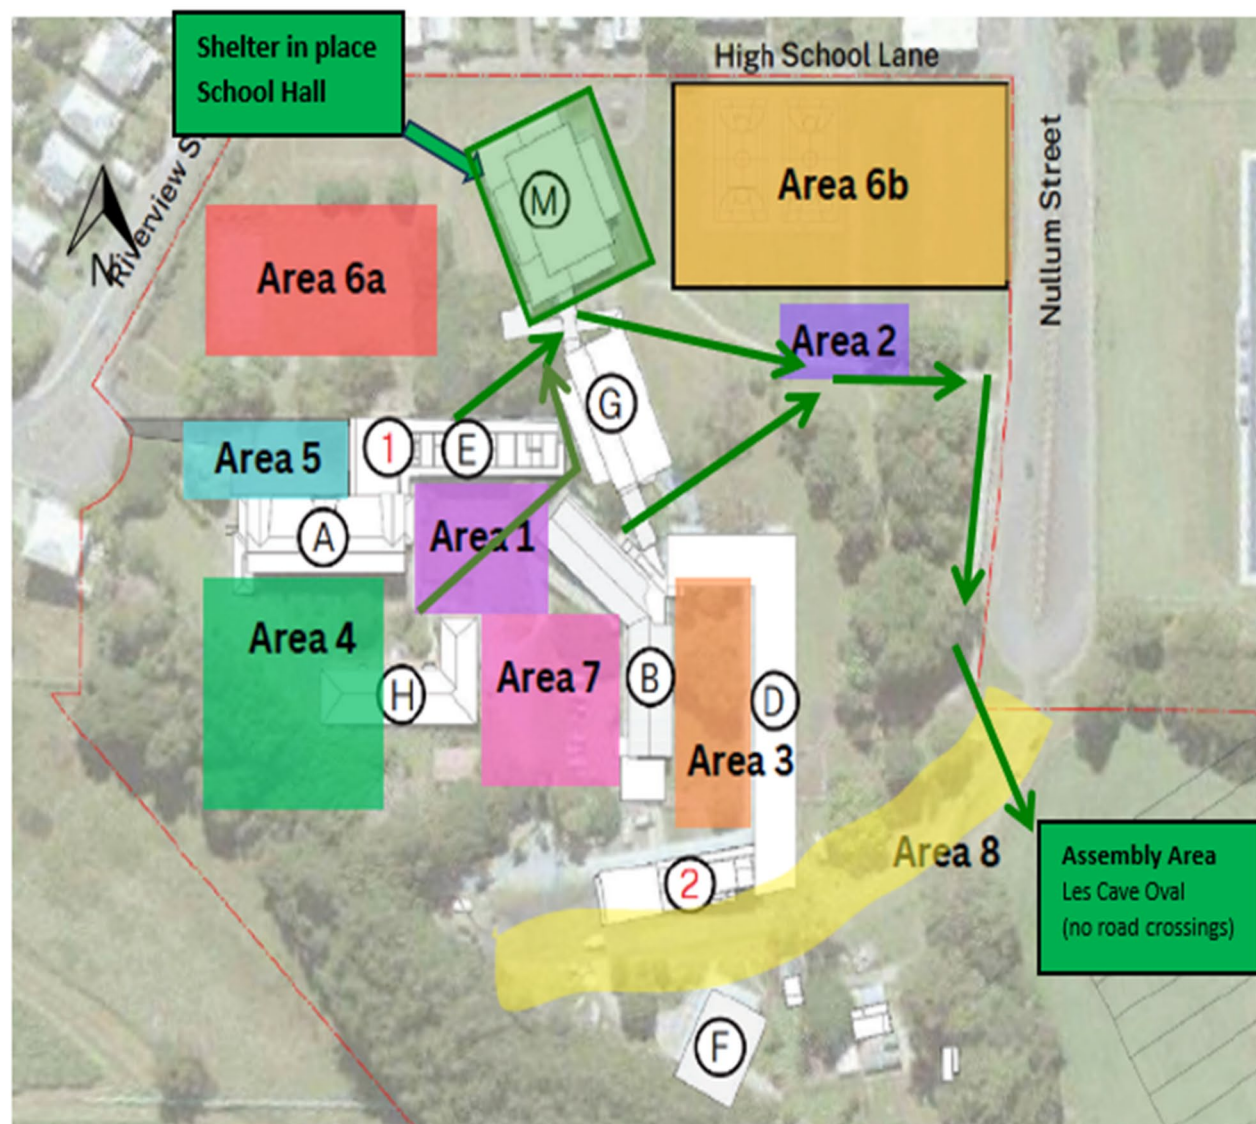 Shelter in place
School Hall
High School Lane
Riverview S
N
M
Area 6b
Area 6a
Nullum Street
Area 2
G
Area 5
1
E
A
Area 1
Area 4
H
Area 7
B
D
Area 3
Area 8
2
Assembly Area
Les Cave Oval
(no road crossings)
F